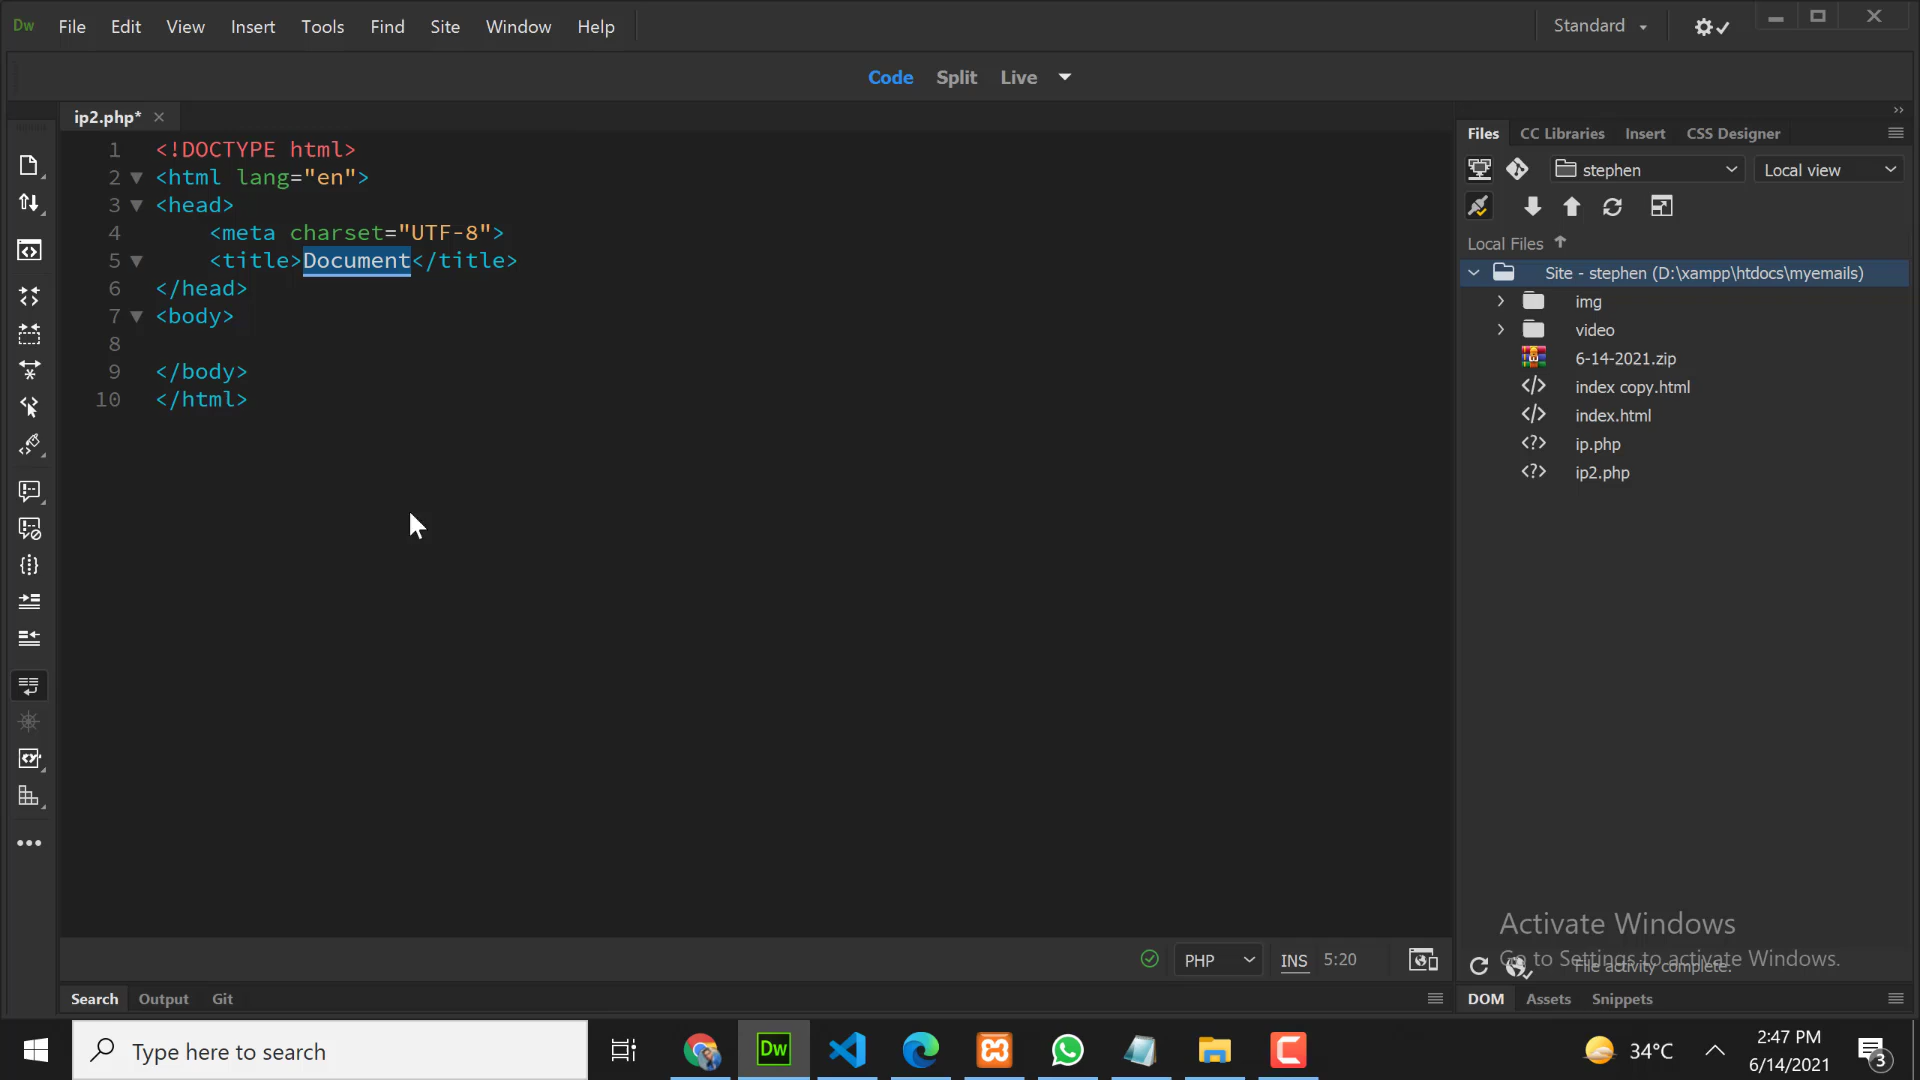 Dw File Edit View Insert Tools Find Site Window Help Standard
Code Split Live
ip2.php*
1 <!DOCTYPE html>
2 <html lang="en">
3 <head>
4 <meta charset="UTF-8">
5 <title>Document</title>
6 </head>
7 <body>
8
9 </body>
10 </html>
Files CC Libraries Insert CSS Designer
stephen Local view
Local Files
Site - stephen (D:\xampp\htdocs\myemails)
img
video
6-14-2021.zip
index copy.html
index.html
ip.php
ip2.php
Activate Windows
Go to Settings to activate Windows.
File activity complete.
PHP INS 5:20
Search Output Git
DOM Assets Snippets
Type here to search
Dw
34°C
2:47 PM
6/14/2021
3